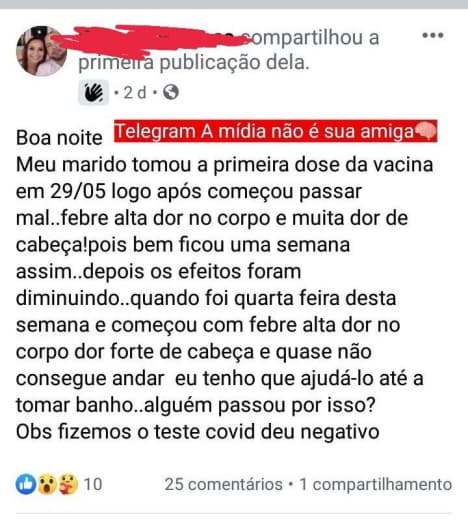 compartilhou a
primeira publicação dela.
2 d
Boa noite Telegram A mídia não é sua amiga
Meu marido tomou a primeira dose da vacina
em 29/05 logo após começou passar
mal..febre alta dor no corpo e muita dor de
cabeça!pois bem ficou uma semana
assim..depois os efeitos foram
diminuindo..quando foi quarta feira desta
semana e começou com febre alta dor no
corpo dor forte de cabeça e quase não
consegue andar eu tenho que ajudá-lo até a
tomar banho..alguém passou por isso?
Obs fizemos o teste covid deu negativo
10 25 comentários • 1 compartilhamento